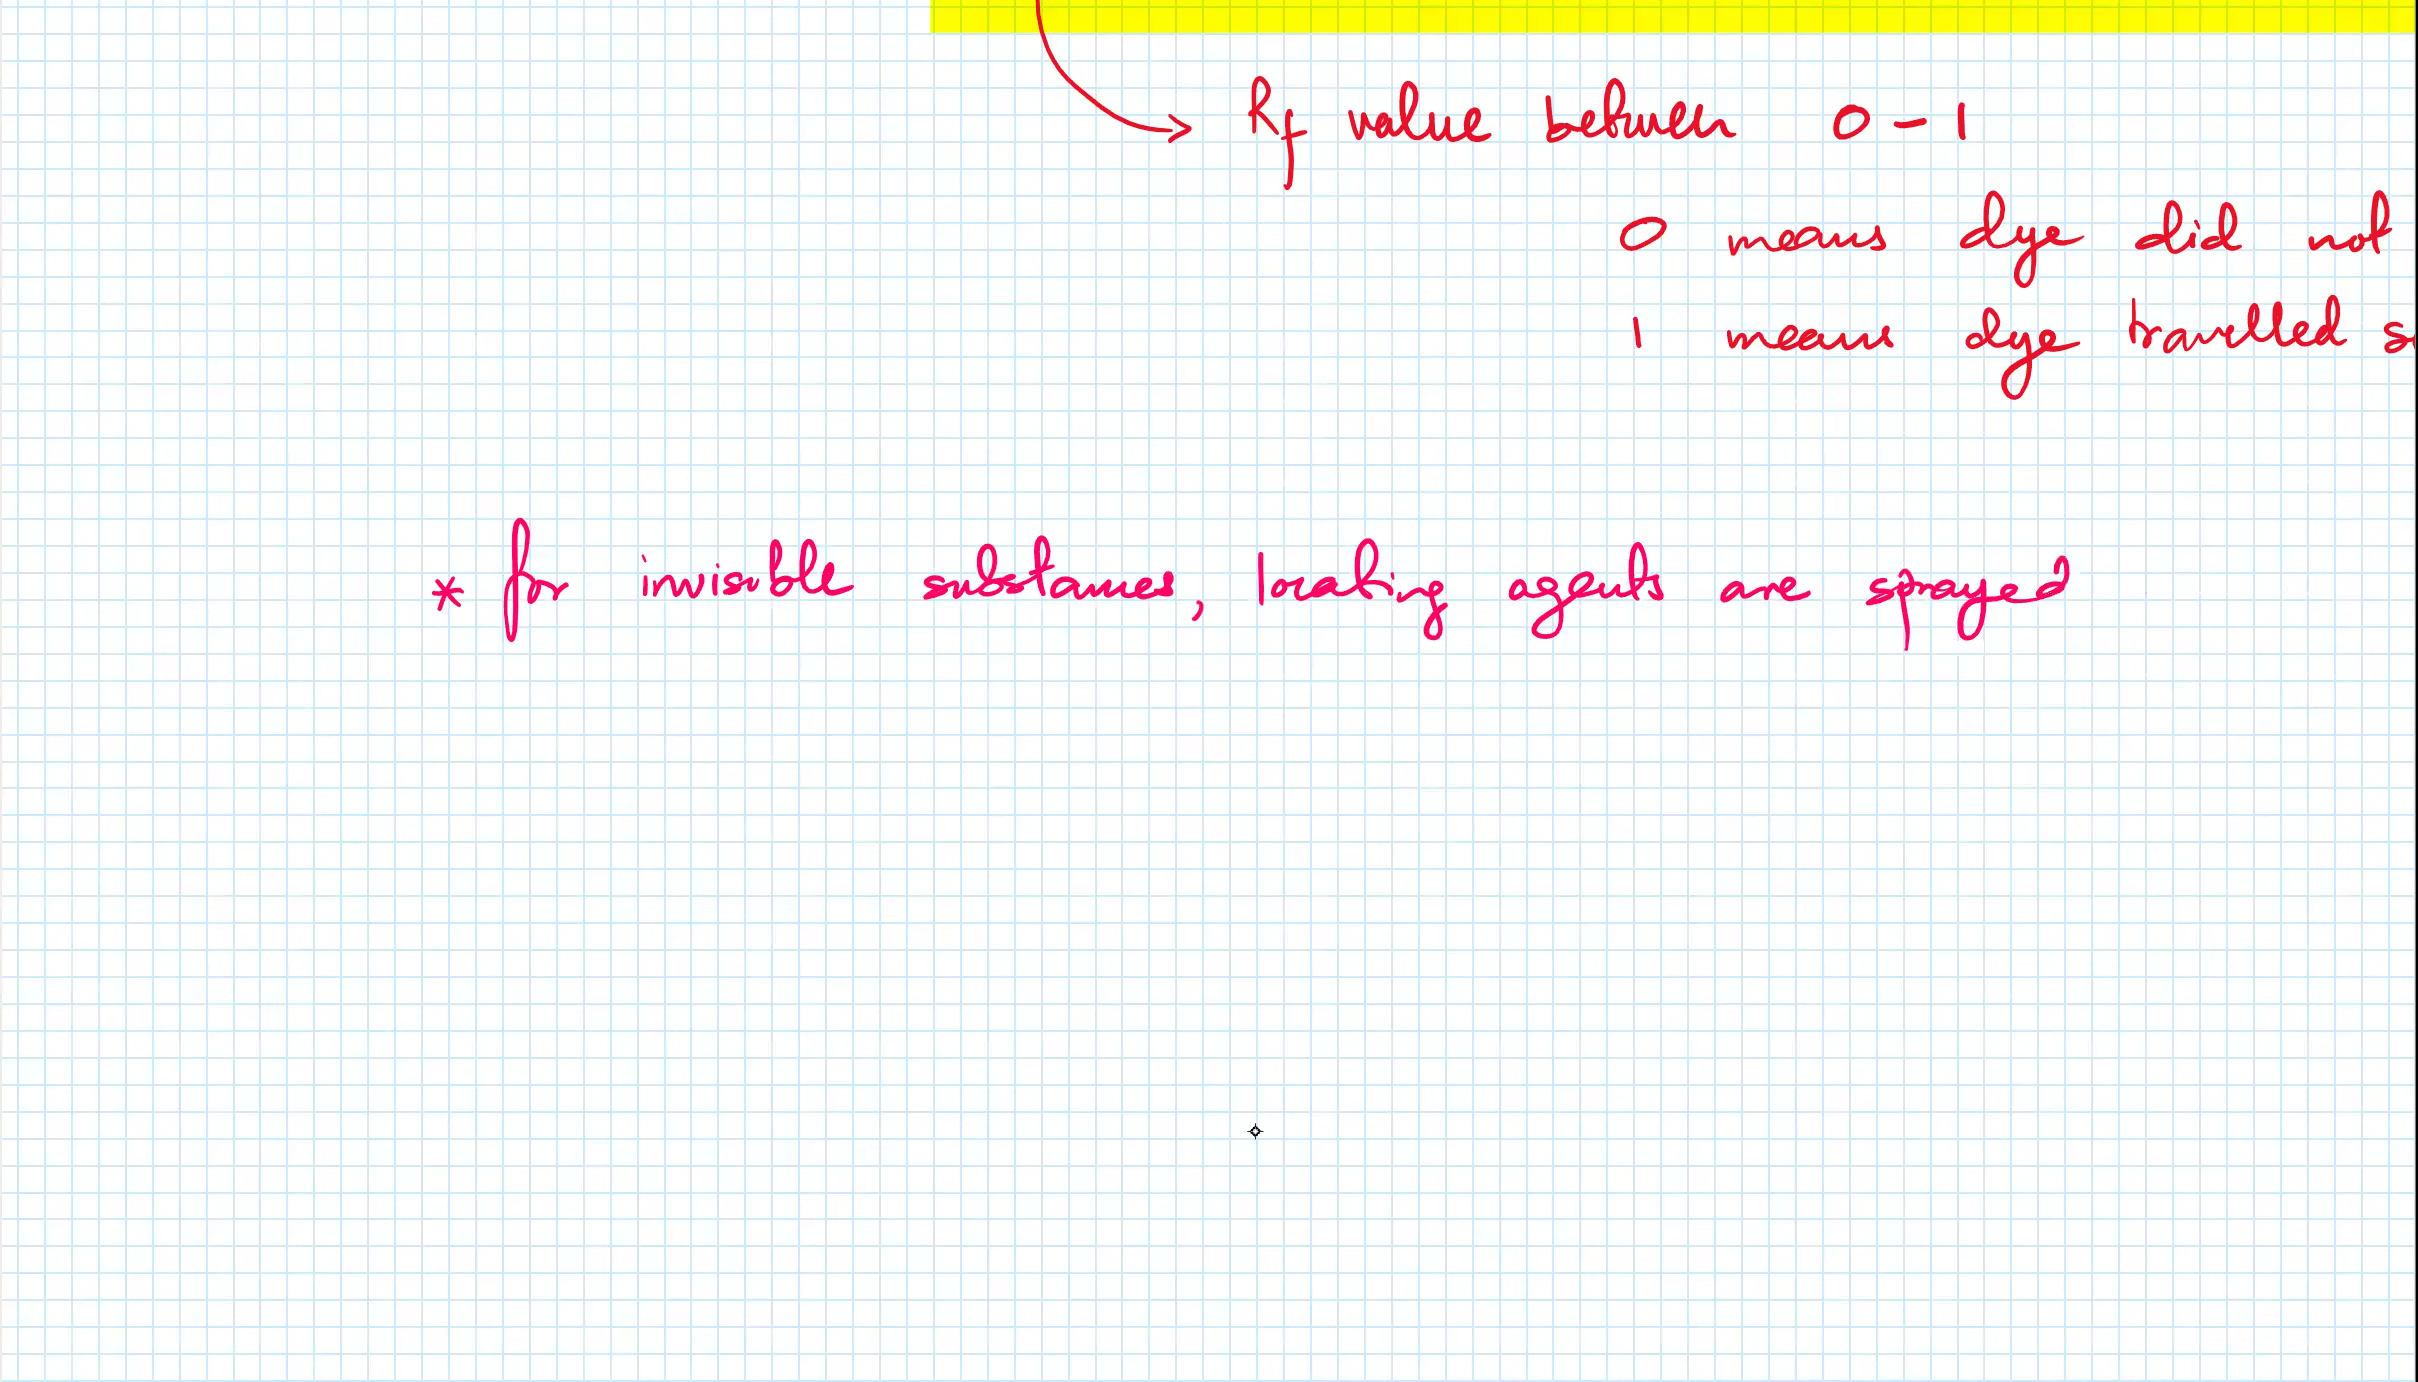 Rf value between 0 - 1
0 means dye did not
1 means dye travelled
* for invisible substances, locating agents are sprayed